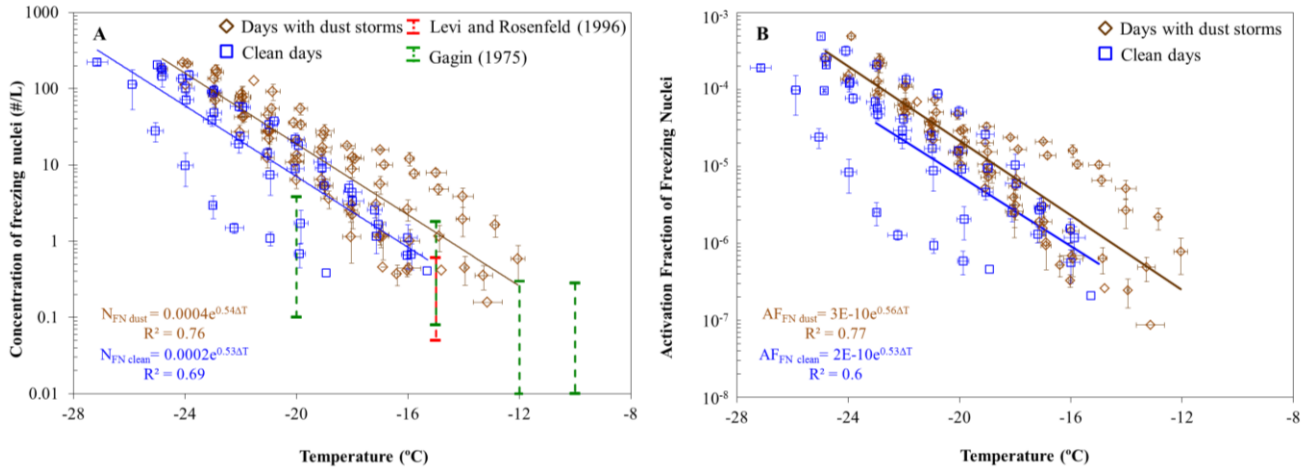 A
Days with dust storms
Clean days
Levi and Rosenfeld (1996)
Gagin (1975)
Concentration of freezing nuclei (#/L)
1000
100
10
1
0.1
0.01
N_FN dust = 0.0004e^0.54ΔT
R² = 0.76
N_FN clean = 0.0002e^0.53ΔT
R² = 0.69
-28 -24 -20 -16 -12 -8
Temperature (ºC)
B
Days with dust storms
Clean days
Activation Fraction of Freezing Nuclei
10^-3
10^-4
10^-5
10^-6
10^-7
10^-8
AF_FN dust = 3E-10e^0.56ΔT
R² = 0.77
AF_FN clean = 2E-10e^0.53ΔT
R² = 0.6
-28 -24 -20 -16 -12 -8
Temperature (ºC)